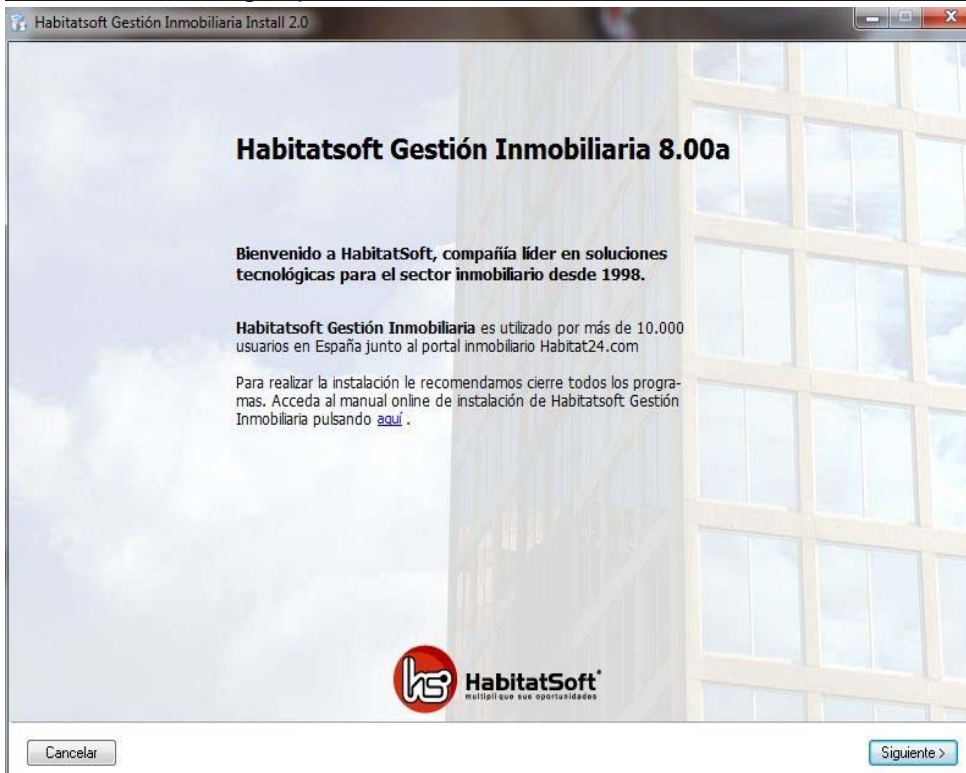 Habitatsoft Gestión Inmobiliaria Install 2.0
Habitatsoft Gestión Inmobiliaria 8.00a
Bienvenido a HabitatSoft, compañía líder en soluciones
tecnológicas para el sector inmobiliario desde 1998.
Habitatsoft Gestión Inmobiliaria es utilizado por más de 10.000
usuarios en España junto al portal inmobiliario Habitat24.com
Para realizar la instalación le recomendamos cierre todos los progra-
mas. Acceda al manual online de instalación de Habitatsoft Gestión
Inmobiliaria pulsando aquí .
hs
HabitatSoft
multiplique sus oportunidades
Cancelar
Siguiente >